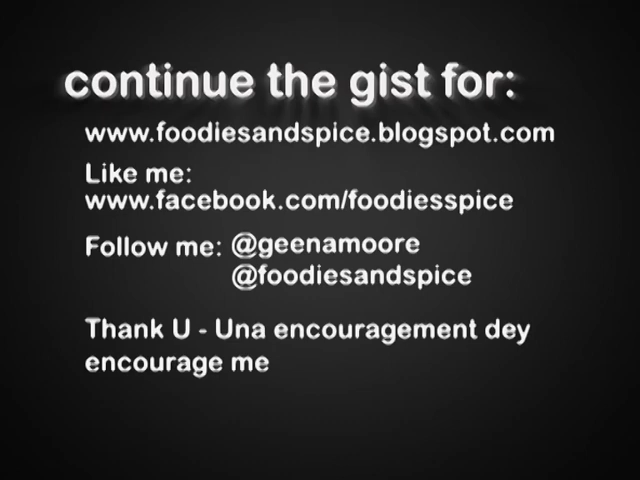 continue the gist for:
www.foodiesandspice.blogspot.com
Like me:
www.facebook.com/foodiesspice
Follow me: @geenamoore
@foodiesandspice
Thank U - Una encouragement dey
encourage me